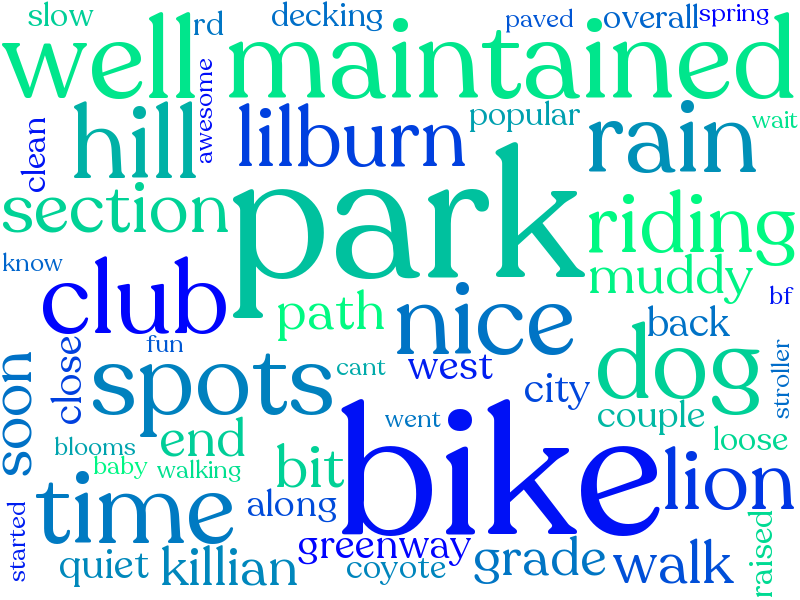 slow
rd
decking
paved
overall
spring
well
maintained
awesome
clean
hill
lilburn
popular
rain
wait
section
park
riding
know
club
path
nice
muddy
bf
back
fun
close
soon
spots
cant
west
city
dog
stroller
couple
went
blooms
end
baby
walking
bit
bike
loose
lion
time
along
started
greenway
raised
quiet
killian
coyote
grade
walk